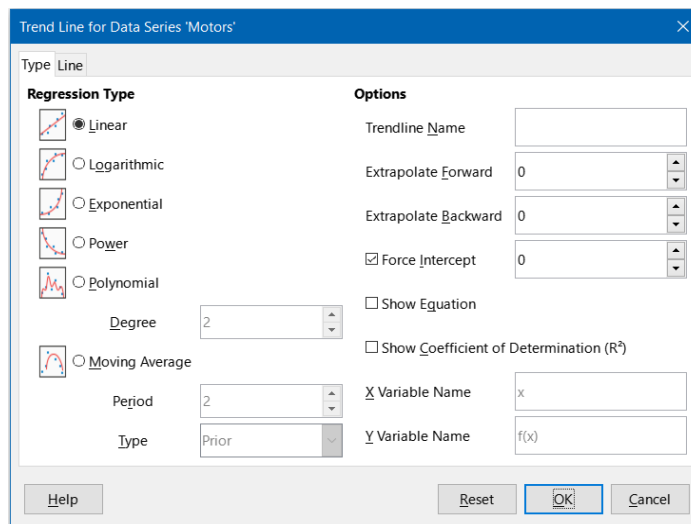 Trend Line for Data Series 'Motors'
Type Line
Regression Type
Linear
Logarithmic
Exponential
Power
Polynomial
Degree 2
Moving Average
Period 2
Type Prior
Options
Trendline Name
Extrapolate Forward 0
Extrapolate Backward 0
Force Intercept 0
Show Equation
Show Coefficient of Determination (R²)
X Variable Name x
Y Variable Name f(x)
Help Reset OK Cancel